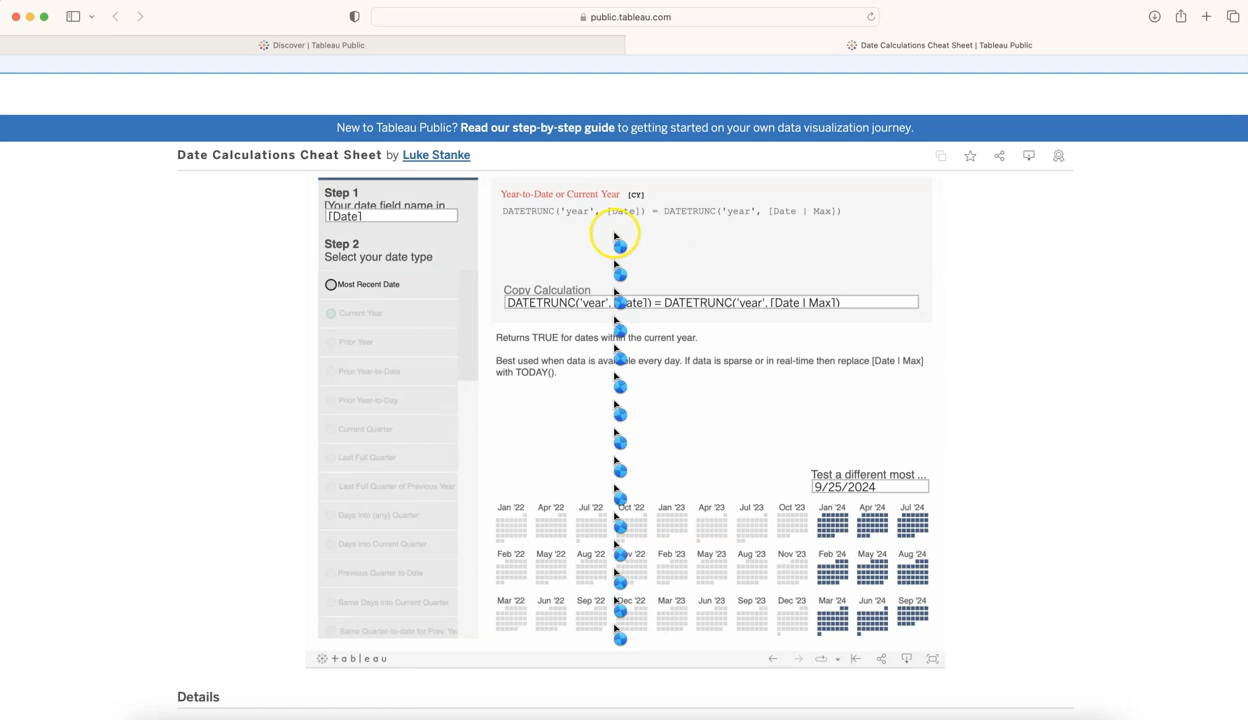 public.tableau.com
Discover | Tableau Public
Date Calculations Cheat Sheet | Tableau Public
New to Tableau Public? Read our step-by-step guide to getting started on your own data visualization journey.
Date Calculations Cheat Sheet by Luke Stanke
Step 1
[Your date field name in
[Date]
Step 2
Select your date type
Most Recent Date
Current Year
Prior Year
Prior Year-to-Date
Prior Year-to-Day
Current Quarter
Last Full Quarter
Last Full Quarter of Previous Year
Days into (any) Quarter
Days into Current Quarter
Previous Quarter to Date
Same Days into Current Quarter
Same Quarter-to-date for Prev. Yea
Year-to-Date or Current Year [CY]
DATETRUNC('year', [Date]) = DATETRUNC('year', [Date | Max])
Copy Calculation
DATETRUNC('year', [Date]) = DATETRUNC('year', [Date | Max])
Returns TRUE for dates within the current year.
Best used when data is available every day. If data is sparse or in real-time then replace [Date | Max]
with TODAY().
Test a different most ...
9/25/2024
Jan '22 Apr '22 Jul '22 Oct '22 Jan '23 Apr '23 Jul '23 Oct '23 Jan '24 Apr '24 Jul '24
Feb '22 May '22 Aug '22 Nov '22 Feb '23 May '23 Aug '23 Nov '23 Feb '24 May '24 Aug '24
Mar '22 Jun '22 Sep '22 Dec '22 Mar '23 Jun '23 Sep '23 Dec '23 Mar '24 Jun '24 Sep '24
+ableau
Details